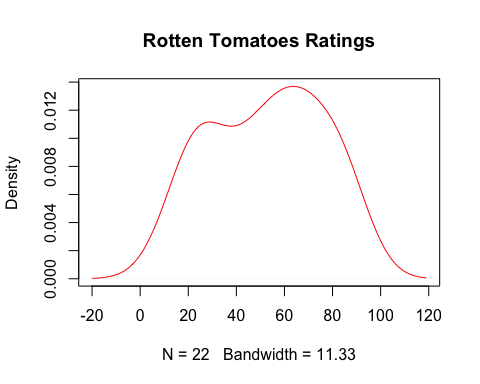 Rotten Tomatoes Ratings
Density
0.012
0.008
0.004
0.000
-20 0 20 40 60 80 100 120
N = 22 Bandwidth = 11.33